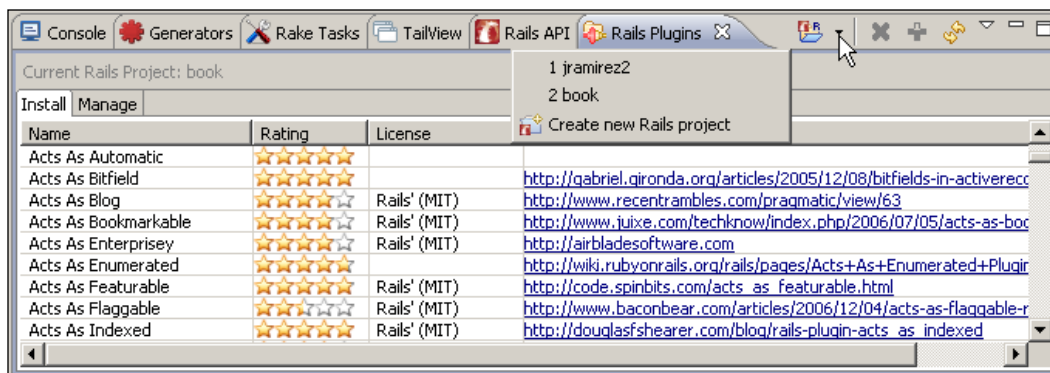 Console Generators Rake Tasks TailView Rails API Rails Plugins
Current Rails Project: book
1 jramirez2
2 book
Create new Rails project
Install Manage
Name Rating License
Acts As Automatic
Acts As Bitfield http://gabriel.gironda.org/articles/2005/12/08/bitfields-in-activereco
Acts As Blog Rails' (MIT) http://www.recentrambles.com/pragmatic/view/63
Acts As Bookmarkable Rails' (MIT) http://www.juixe.com/techknow/index.php/2006/07/05/acts-as-boo
Acts As Enterprisey Rails' (MIT) http://airbladesoftware.com
Acts As Enumerated http://wiki.rubyonrails.org/rails/pages/Acts+As+Enumerated+Plugin
Acts As Featurable Rails' (MIT) http://code.spinbits.com/acts_as_featurable.html
Acts As Flaggable Rails' (MIT) http://www.baconbear.com/articles/2006/12/04/acts-as-flaggable-r
Acts As Indexed Rails' (MIT) http://douglasfshearer.com/blog/rails-plugin-acts_as_indexed